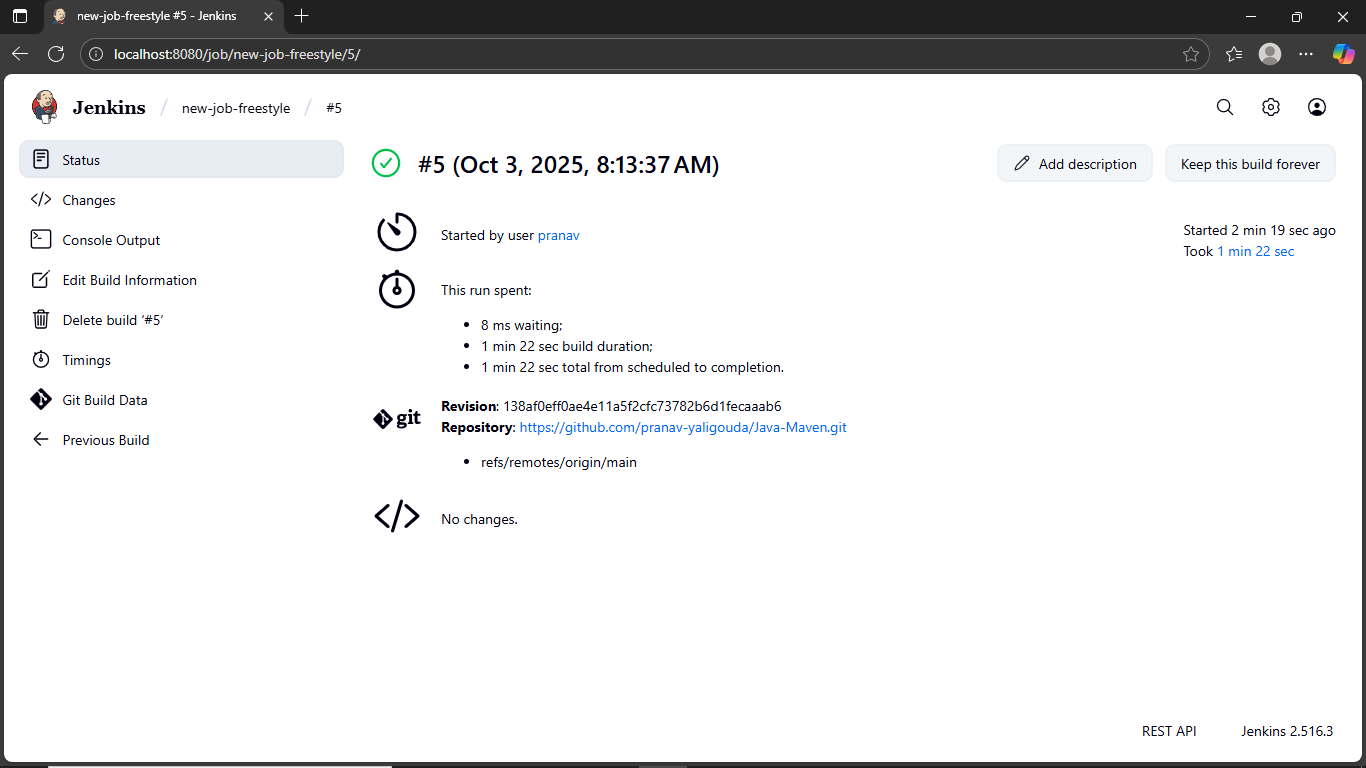 new-job-freestyle #5 - Jenkins
localhost:8080/job/new-job-freestyle/5/
Jenkins / new-job-freestyle / #5
Status
Changes
Console Output
Edit Build Information
Delete build ‘#5’
Timings
Git Build Data
Previous Build
#5 (Oct 3, 2025, 8:13:37 AM)
Add description
Keep this build forever
Started by user pranav
Started 2 min 19 sec ago
Took 1 min 22 sec
This run spent:
• 8 ms waiting;
• 1 min 22 sec build duration;
• 1 min 22 sec total from scheduled to completion.
git
Revision: 138af0eff0ae4e11a5f2cfc73782b6d1fecaaab6
Repository: https://github.com/pranav-yaligouda/Java-Maven.git
• refs/remotes/origin/main
No changes.
REST API
Jenkins 2.516.3